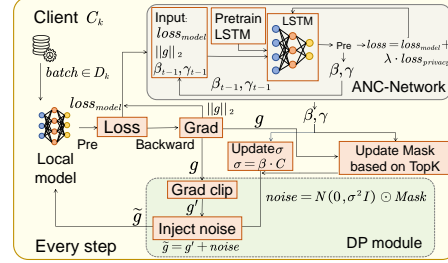 Client C_k
batch ∈ D_k
Local
model
Pre
Loss
Backward
Grad
loss_model
||g||_2
g
Input:
loss_model
||g||_2
β_{t-1}, γ_{t-1}
Pretrain
LSTM
LSTM
Pre
loss = loss_model +
λ · loss_privacy
β, γ
β_{t-1}, γ_{t-1}
ANC-Network
β, γ
Update σ
σ = β · C
Update Mask
based on TopK
g
Grad clip
g'
Inject noise
g̃ = g' + noise
g̃
noise = N(0, σ²I) ⊙ Mask
DP module
Every step